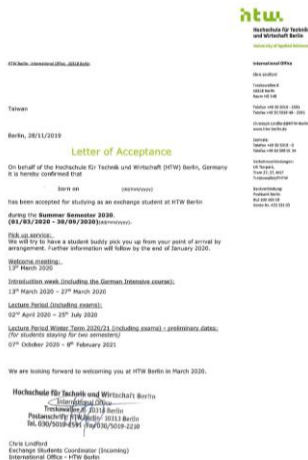 htw.
Hochschule für Technik
und Wirtschaft Berlin
University of Applied Sciences
HTW Berlin, International Office, 10318 Berlin
International Office
Treskowallee 8
10318 Berlin
Taiwan
Berlin, 28/11/2019
Letter of Acceptance
On behalf of the Hochschule für Technik und Wirtschaft (HTW) Berlin, Germany
it is hereby confirmed that
born on
has been accepted for studying as an exchange student at HTW Berlin
during the Summer Semester 2020.
(01/03/2020 - 30/09/2020)
Pick up service:
We will try to have a student buddy pick you up from your point of arrival by
arrangement. Further information will follow by the end of January 2020.
Welcome meeting:
13th March 2020
Introduction week (including the German Intensive course):
13th March 2020 – 27th March 2020
Lecture Period (including exams):
02nd April 2020 – 25th July 2020
Lecture Period Winter Term 2020/21 (including exams) – preliminary dates:
(for students staying for two semesters)
07th October 2020 – 8th February 2021
We are looking forward to welcoming you at HTW Berlin in March 2020.
Hochschule für Technik und Wirtschaft Berlin
International Office
Treskowallee 8, 10318 Berlin
10313 Berlin
Chris Lindford
Exchange Students Coordinator (Incoming)
International Office - HTW Berlin